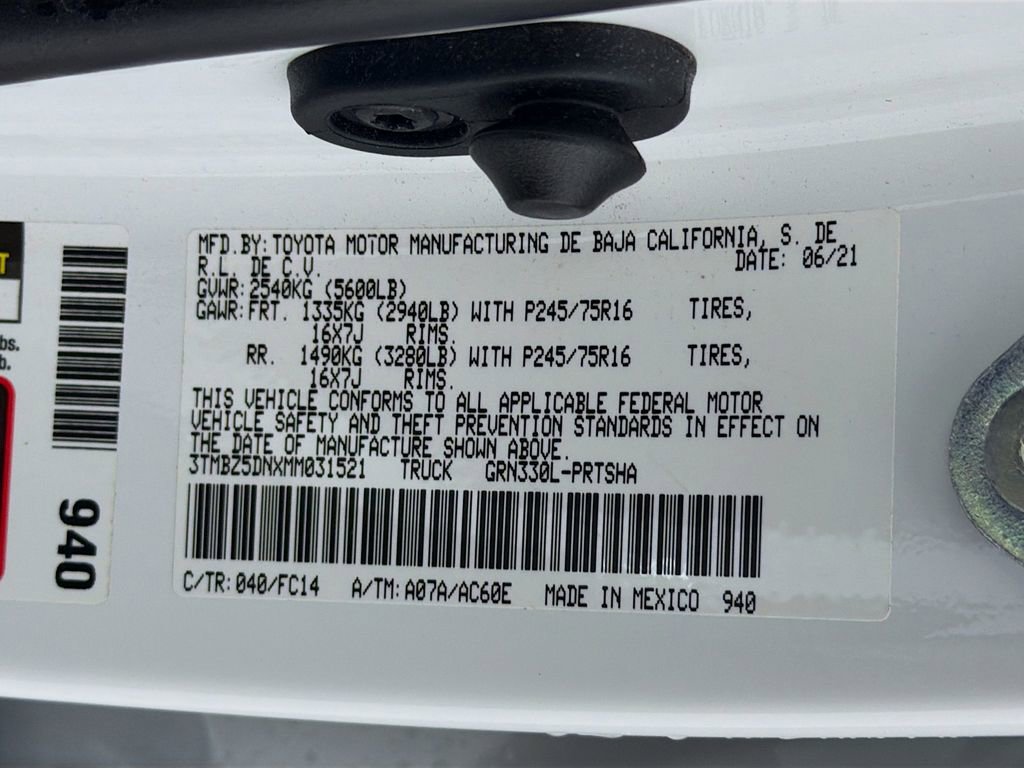 MFD. BY: TOYOTA MOTOR MANUFACTURING DE BAJA CALIFORNIA, S. DE
R.L. DE C.V. DATE: 06/21
GVWR: 2540KG (5600LB)
GAWR: FRT. 1335KG (2940LB) WITH P245/75R16 TIRES,
16X7J RIMS.
RR. 1490KG (3280LB) WITH P245/75R16 TIRES,
16X7J RIMS.
THIS VEHICLE CONFORMS TO ALL APPLICABLE FEDERAL MOTOR
VEHICLE SAFETY AND THEFT PREVENTION STANDARDS IN EFFECT ON
THE DATE OF MANUFACTURE SHOWN ABOVE.
3TMBZ5DNXMM031521 TRUCK GRN330L-PRTSHA
C/TR: 040/FC14 A/TM: A07A/AC60E MADE IN MEXICO 940
940
bs.
b.